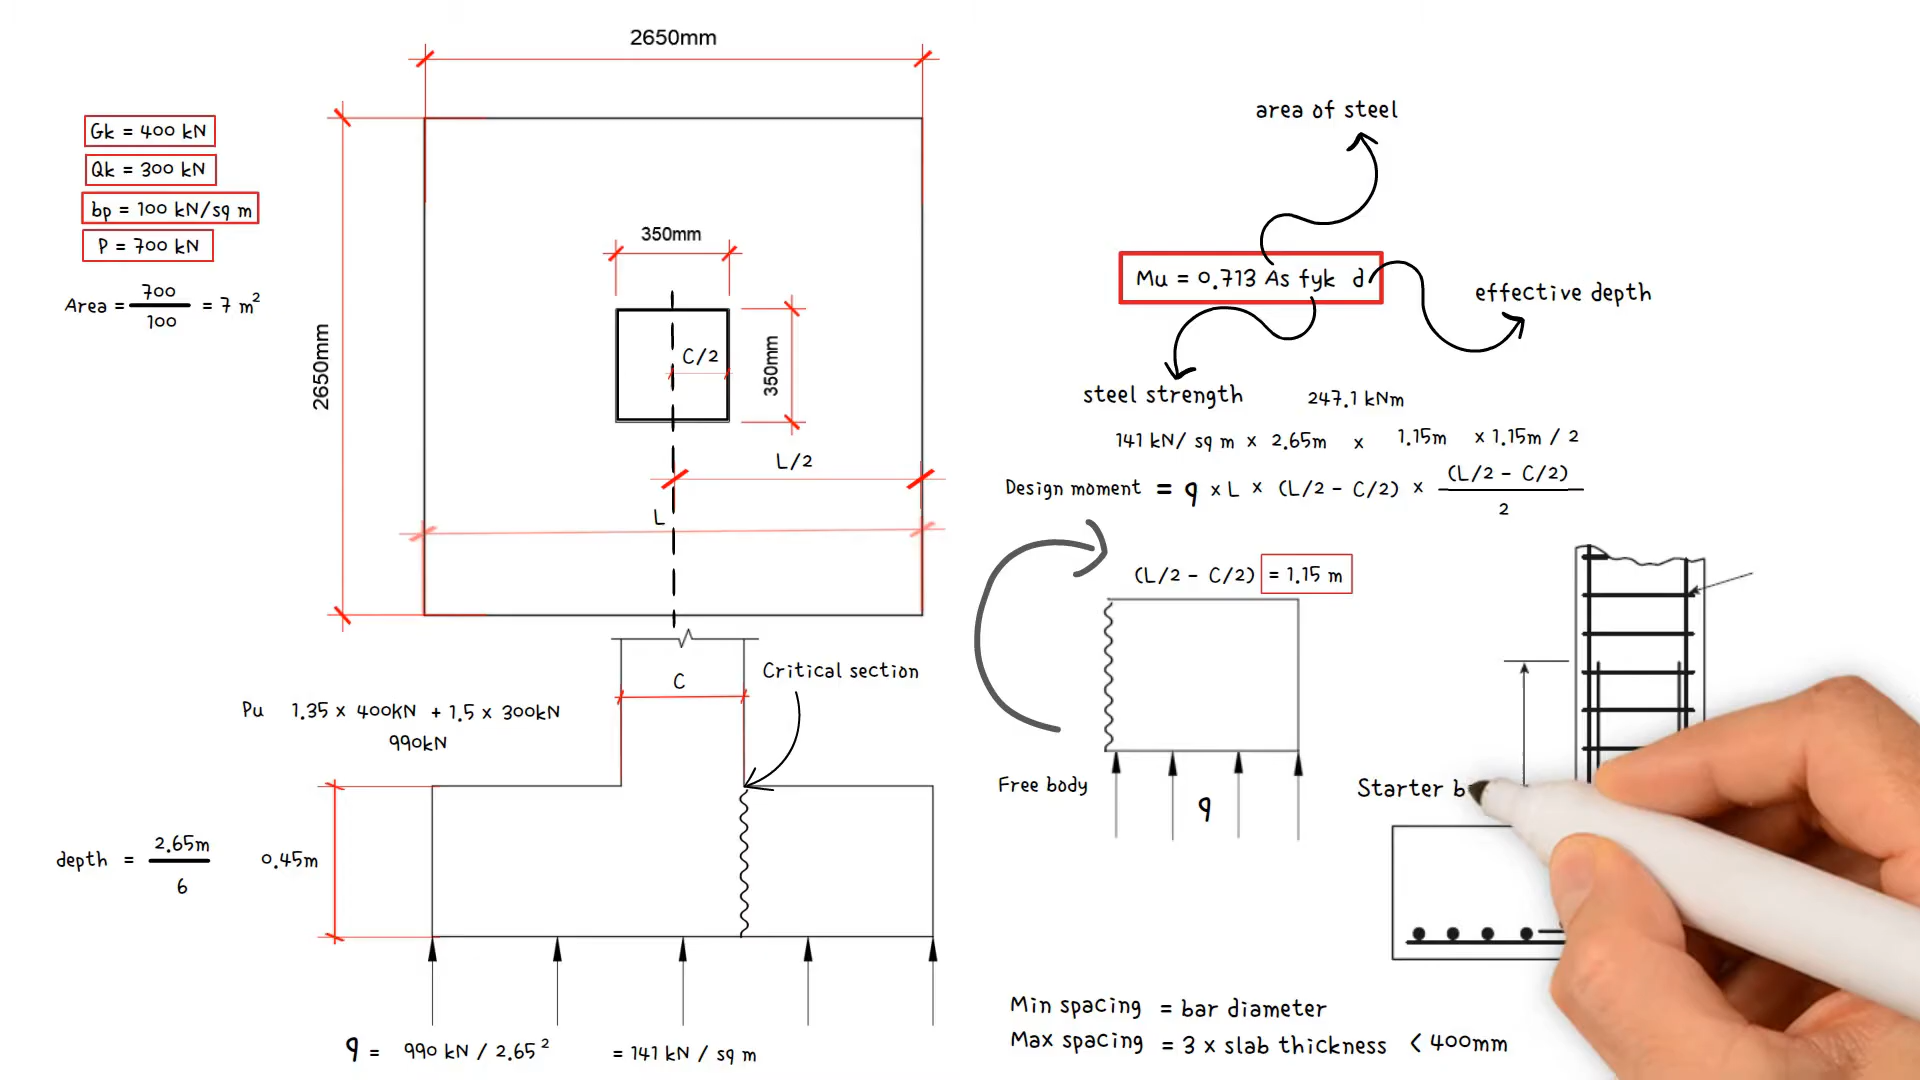 2650mm
Gk = 400 kN
Qk = 300 kN
bp = 100 kN/sq m
P = 700 kN
Area = 700 / 100 = 7 m²
2650mm
350mm
C/2
350mm
L/2
L
Pu 1.35 x 400KN + 1.5 x 300kN
990kN
C
Critical section
depth = 2.65m / 6 0.45m
q = 990 kN / 2.65² = 141 kN / sq m
area of steel
Mu = 0.713 As fyk d
effective depth
steel strength
247.1 kNm
141 kN/ sq m x 2.65m x 1.15m x 1.15m / 2
Design moment = q x L x (L/2 - C/2) x (L/2 - C/2) / 2
(L/2 - C/2) = 1.15 m
Free body
q
Starter b
Min spacing = bar diameter
Max spacing = 3 x slab thickness < 400mm